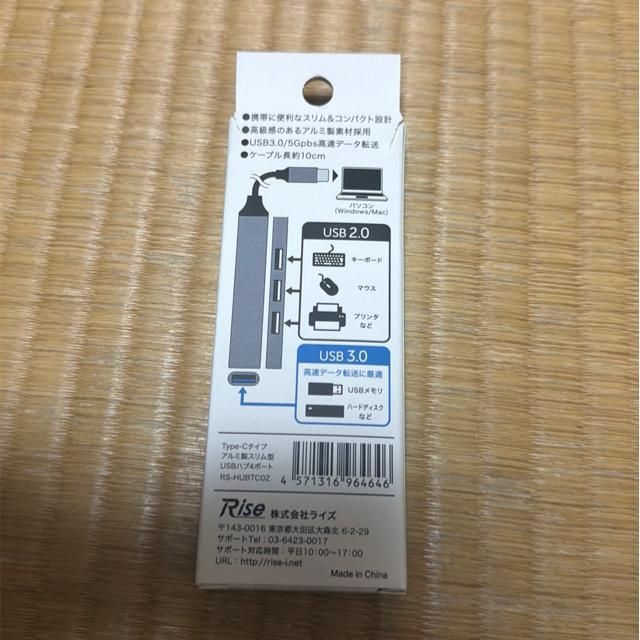 ●携帯に便利なスリム&コンパクト設計
●高級感のあるアルミ製素材採用
●USB3.0/5Gpbs高速データ転送
●ケーブル長約10cm
パソコン
(Windows/Mac)
USB 2.0
キーボード
マウス
プリンタ
など
USB 3.0
高速データ転送に最適
USBメモリ
ハードディスク
など
Type-Cタイプ
アルミ製スリム型
USBハブ4ポート
RS-HUBTC02
4 571316 964646
Rise 株式会社ライズ
〒143-0016 東京都大田区大森北 6-2-29
サポートTel：03-6423-0017
サポート対応時間：平日10:00〜17:00
URL：http://rise-i.net
Made in China